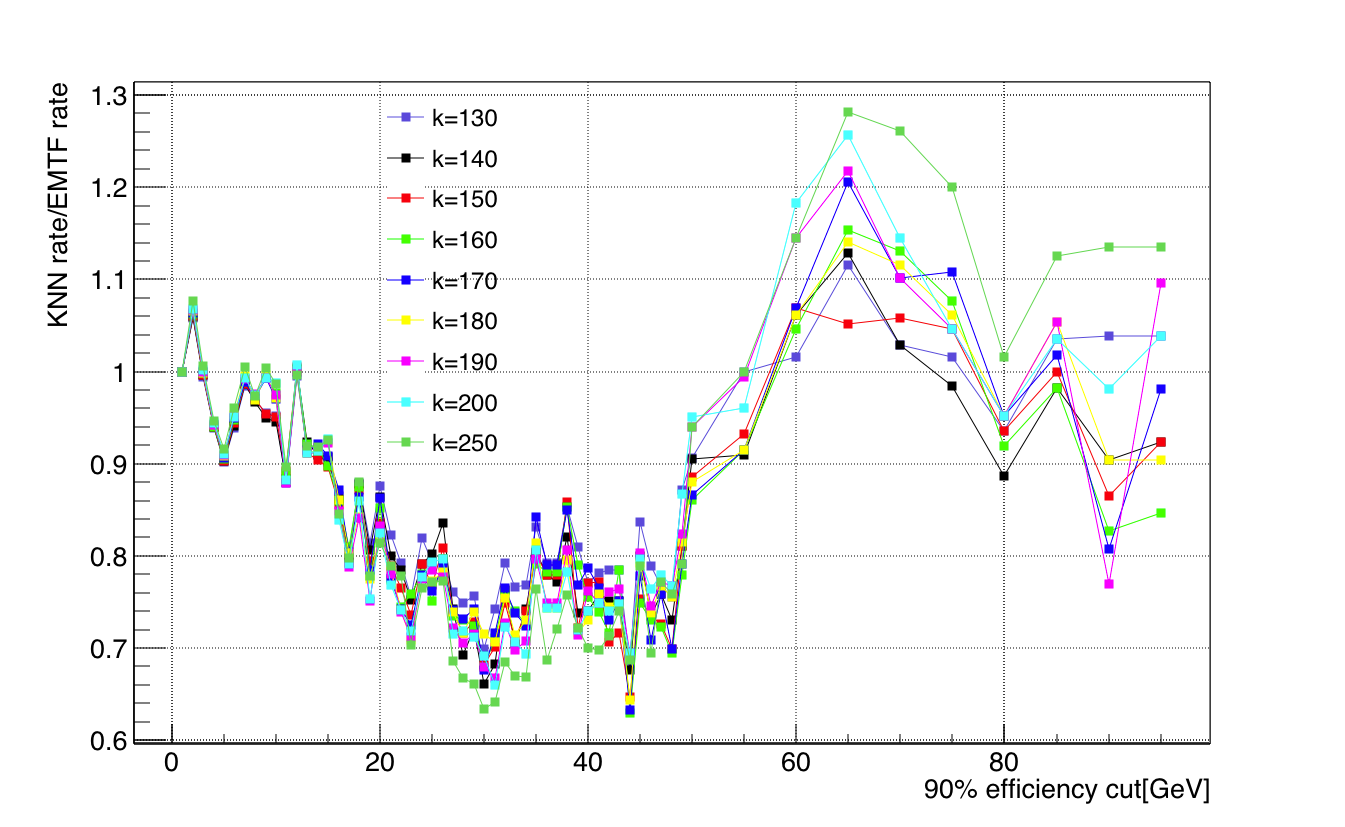 KNN rate/EMTF rate
1.3
1.2
1.1
1
0.9
0.8
0.7
0.6
k=130
k=140
k=150
k=160
k=170
k=180
k=190
k=200
k=250
0 20 40 60 80
90% efficiency cut[GeV]